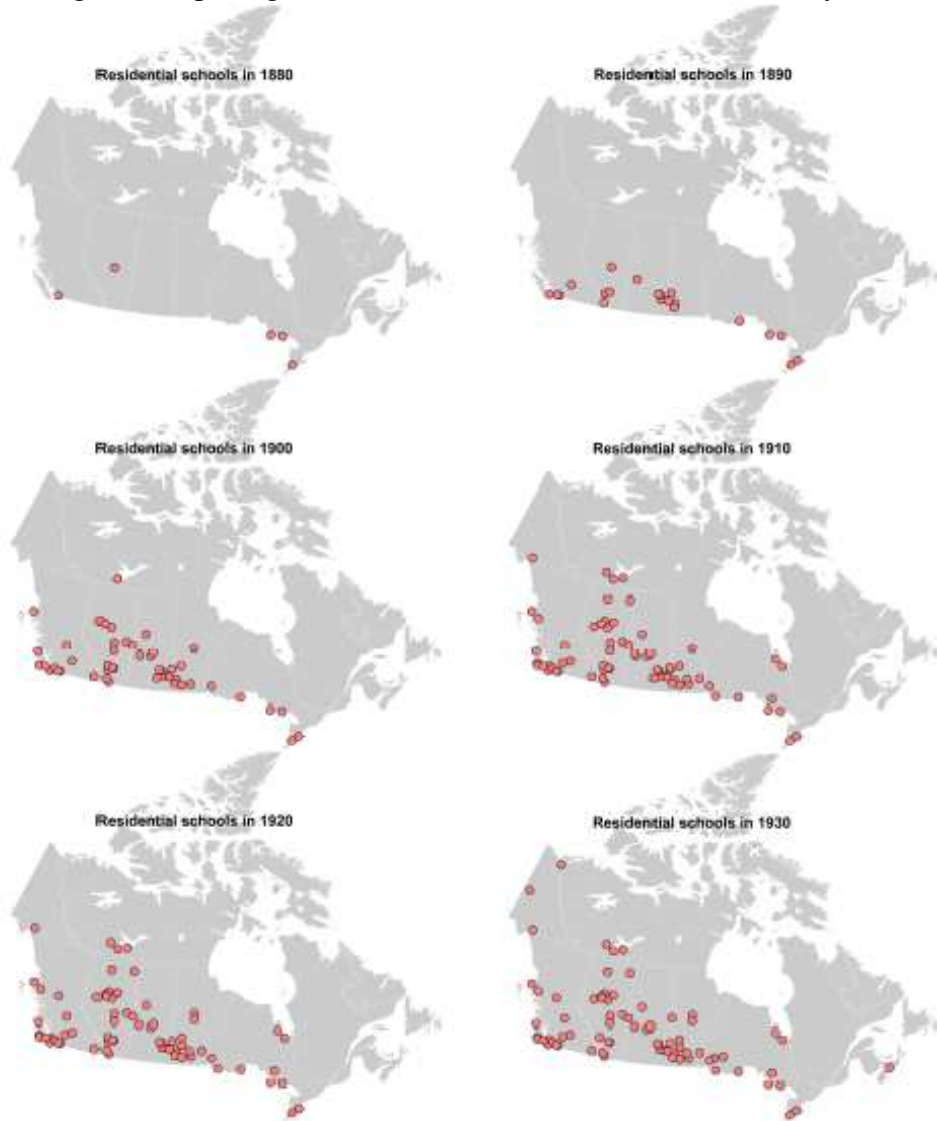 Residential schools in 1880
Residential schools in 1890
Residential schools in 1900
Residential schools in 1910
Residential schools in 1920
Residential schools in 1930